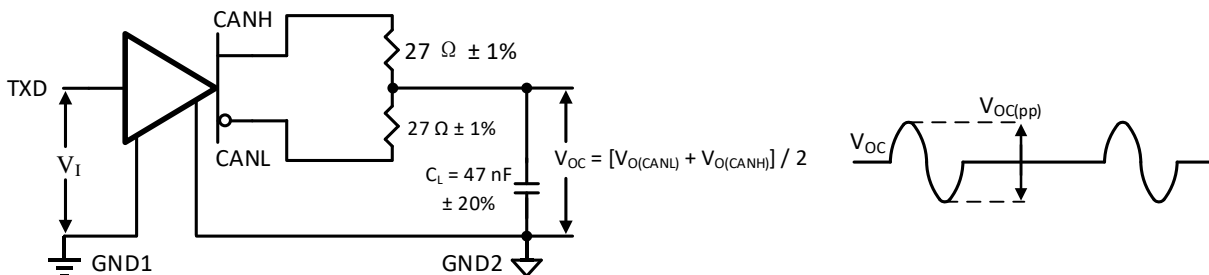 CANH
27 Ω ± 1%
TXD
V_I
27 Ω ± 1%
CANL
V_OC = [V_O(CANL) + V_O(CANH)] / 2
C_L = 47 nF
± 20%
GND1
GND2
V_OC
V_OC(pp)